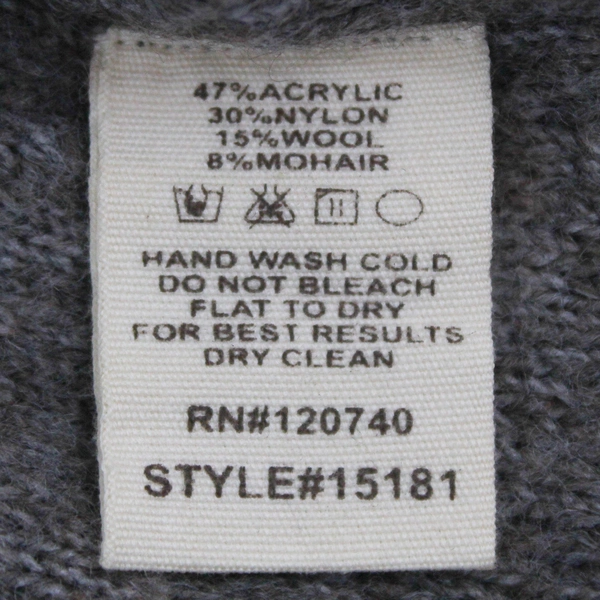 47%ACRYLIC
30%NYLON
15%WOOL
8%MOHAIR
HAND WASH COLD
DO NOT BLEACH
FLAT TO DRY
FOR BEST RESULTS
DRY CLEAN
RN#120740
STYLE#15181